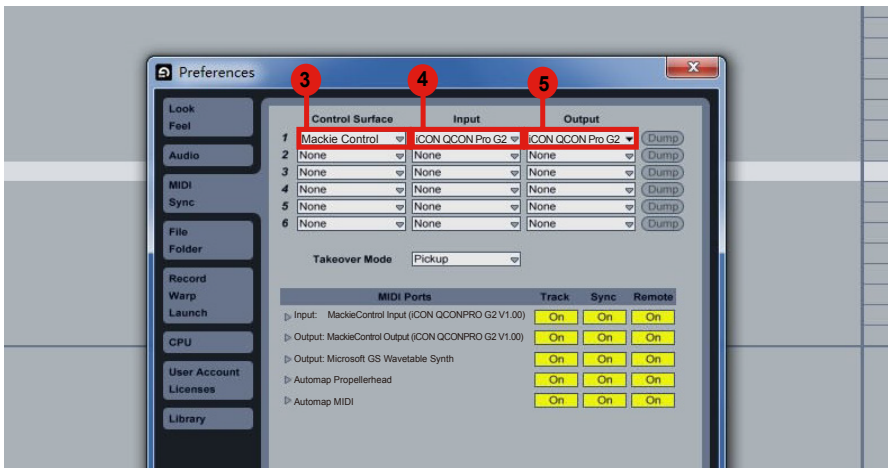 Preferences
3 4 5
Look
Feel
Audio
MIDI
Sync
File
Folder
Record
Warp
Launch
CPU
User Account
Licenses
Library
Control Surface Input Output
1 Mackie Control iCON QCON Pro G2 iCON QCON Pro G2 Dump
2 None None None Dump
3 None None None Dump
4 None None None Dump
5 None None None Dump
6 None None None Dump
Takeover Mode Pickup
MIDI Ports Track Sync Remote
Input: MackieControl Input (iCON QCONPRO G2 V1.00) On On On
Output: MackieControl Output (iCON QCONPRO G2 V1.00) On On On
Output: Microsoft GS Wavetable Synth On On On
Automap Propellerhead On On On
Automap MIDI On On On